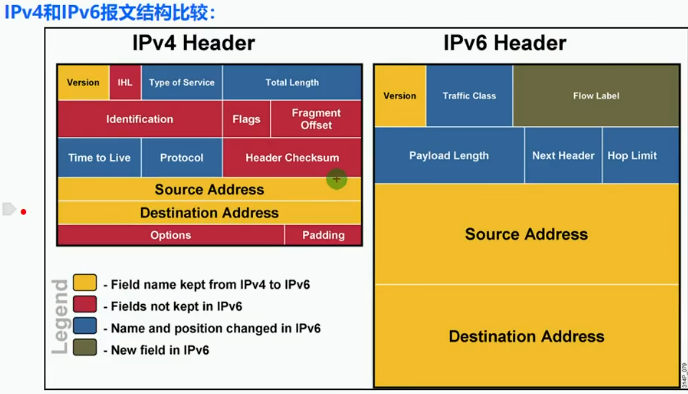 IPv4和IPv6报文结构比较：
IPv4 Header
Version IHL Type of Service Total Length
Identification Flags Fragment Offset
Time to Live Protocol Header Checksum
Source Address
Destination Address
Options Padding
IPv6 Header
Version Traffic Class Flow Label
Payload Length Next Header Hop Limit
Source Address
Destination Address
Legend
- Field name kept from IPv4 to IPv6
- Fields not kept in IPv6
- Name and position changed in IPv6
- New field in IPv6